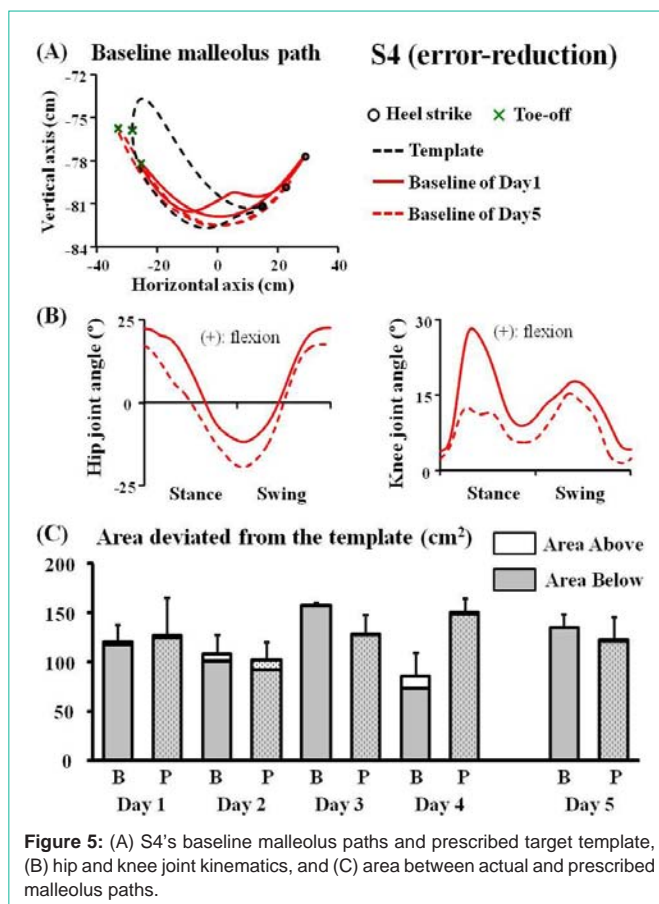 (A) Baseline malleolus path
S4 (error-reduction)
Vertical axis (cm)
-72
-75
-78
-81
-84
-40
-20
0
20
40
Horizontal axis (cm)
Heel strike
Toe-off
Template
Baseline of Day1
Baseline of Day5
(B)
Hip joint angle (°)
25
0
-25
(+): flexion
Stance
Swing
Knee joint angle (°)
30
15
0
(+): flexion
Stance
Swing
(C) Area deviated from the template (cm²)
Area Above
Area Below
200
150
100
50
0
B P B P B P B P B P
Day 1 Day 2 Day 3 Day 4 Day 5
Figure 5: (A) S4's baseline malleolus paths and prescribed target template,
(B) hip and knee joint kinematics, and (C) area between actual and prescribed
malleolus paths.